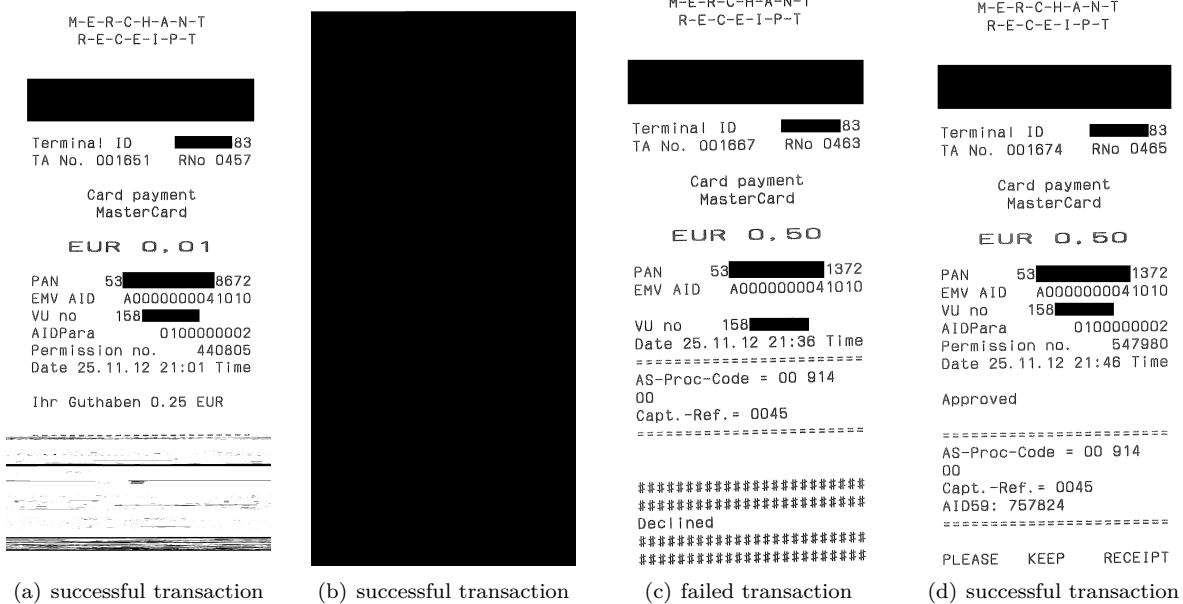 M-E-R-C-H-A-N-T
R-E-C-E-I-P-T
Terminal ID 83
TA No. 001651 RNo 0457
Card payment
MasterCard
EUR 0,01
PAN 53 8672
EMV AID A0000000041010
VU no 158
AIDPara 0100000002
Permission no. 440805
Date 25.11.12 21:01 Time
Ihr Guthaben 0.25 EUR
(a) successful transaction
(b) successful transaction
M-E-R-C-H-A-N-T
R-E-C-E-I-P-T
Terminal ID 83
TA No. 001667 RNo 0463
Card payment
MasterCard
EUR 0,50
PAN 53 1372
EMV AID A0000000041010
VU no 158
Date 25.11.12 21:36 Time
========================
AS-Proc-Code = 00 914
00
Capt.-Ref.= 0045
========================
########################
########################
Declined
########################
########################
(c) failed transaction
M-E-R-C-H-A-N-T
R-E-C-E-I-P-T
Terminal ID 83
TA No. 001674 RNo 0465
Card payment
MasterCard
EUR 0,50
PAN 53 1372
EMV AID A0000000041010
VU no 158
AIDPara 0100000002
Permission no. 547980
Date 25.11.12 21:46 Time
Approved
========================
AS-Proc-Code = 00 914
00
Capt.-Ref.= 0045
AID59: 757824
========================
PLEASE KEEP RECEIPT
(d) successful transaction